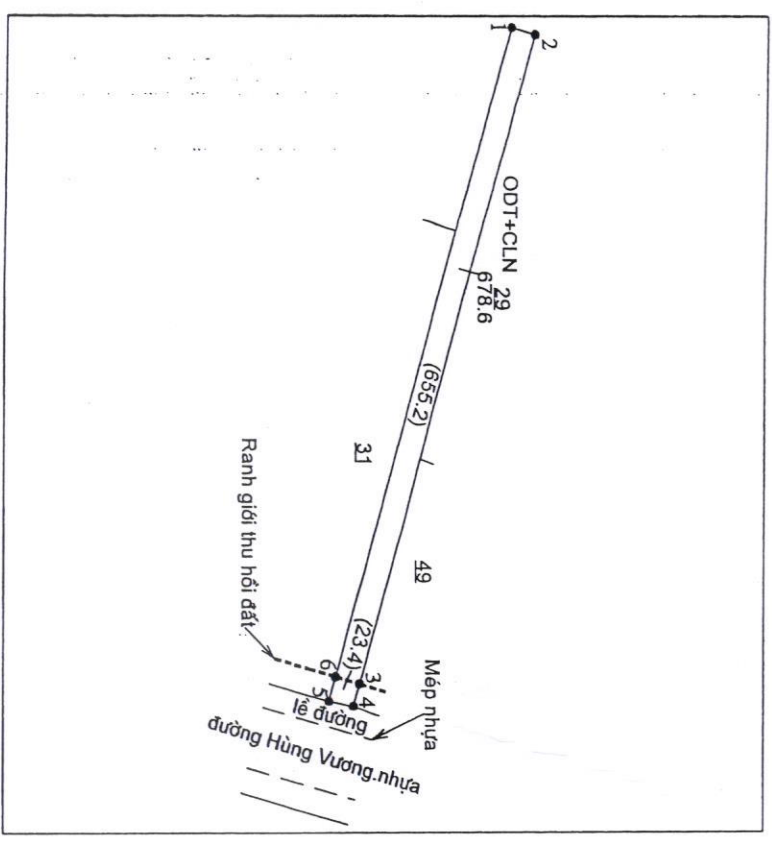 1
2
ODT+CLN
29
678.6
(655.2)
31
49
Ranh giới thu hồi đất
(23.4)
6
3
5
4
Mép nhựa
lề đường
đường Hùng Vương.nhựa